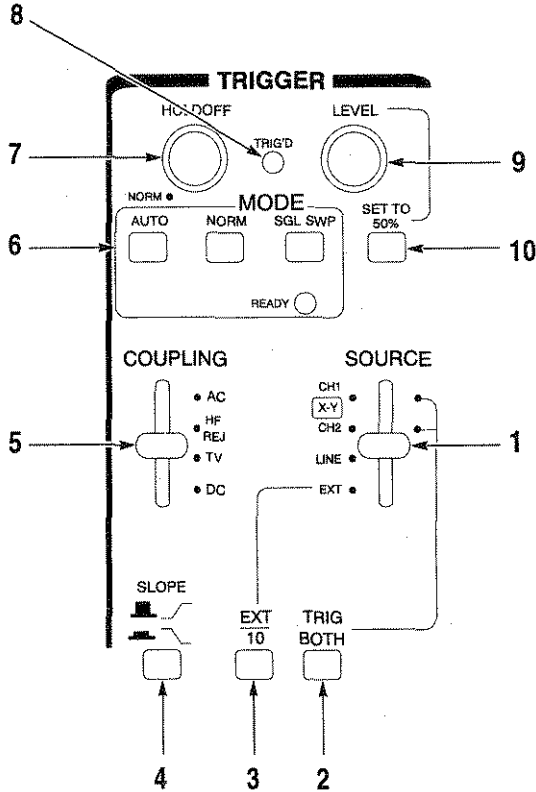 8
TRIGGER
HOLDOFF
LEVEL
7
TRIG'D
9
NORM
MODE
AUTO
NORM
SGL SWP
SET TO
50%
6
10
READY
COUPLING
SOURCE
AC
HF
REJ
TV
DC
5
CH1
X-Y
CH2
LINE
EXT
1
SLOPE
EXT
10
TRIG
BOTH
4
3
2